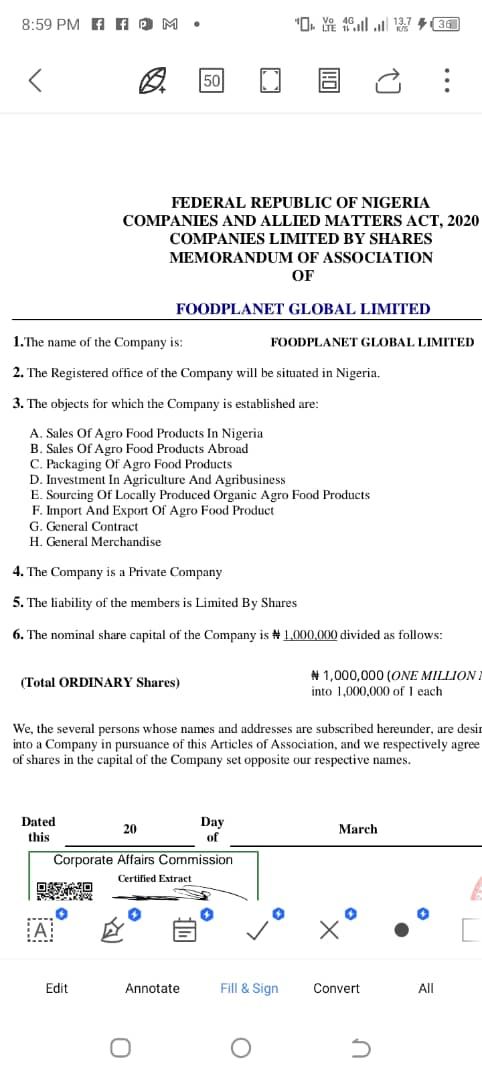 8:59 PM
Vo LTE 4G 13.7 K/S 36
50
FEDERAL REPUBLIC OF NIGERIA
COMPANIES AND ALLIED MATTERS ACT, 2020
COMPANIES LIMITED BY SHARES
MEMORANDUM OF ASSOCIATION
OF
FOODPLANET GLOBAL LIMITED
1.The name of the Company is: FOODPLANET GLOBAL LIMITED
2. The Registered office of the Company will be situated in Nigeria.
3. The objects for which the Company is established are:
A. Sales Of Agro Food Products In Nigeria
B. Sales Of Agro Food Products Abroad
C. Packaging Of Agro Food Products
D. Investment In Agriculture And Agribusiness
E. Sourcing Of Locally Produced Organic Agro Food Products
F. Import And Export Of Agro Food Product
G. General Contract
H. General Merchandise
4. The Company is a Private Company
5. The liability of the members is Limited By Shares
6. The nominal share capital of the Company is ₦ 1,000,000 divided as follows:
(Total ORDINARY Shares)
₦ 1,000,000 (ONE MILLION
into 1,000,000 of 1 each
We, the several persons whose names and addresses are subscribed hereunder, are
into a Company in pursuance of this Articles of Association, and we respectively agree
of shares in the capital of the Company set opposite our respective names.
Dated this 20 Day of March
Corporate Affairs Commission
Certified Extract
A
Edit Annotate Fill & Sign Convert All